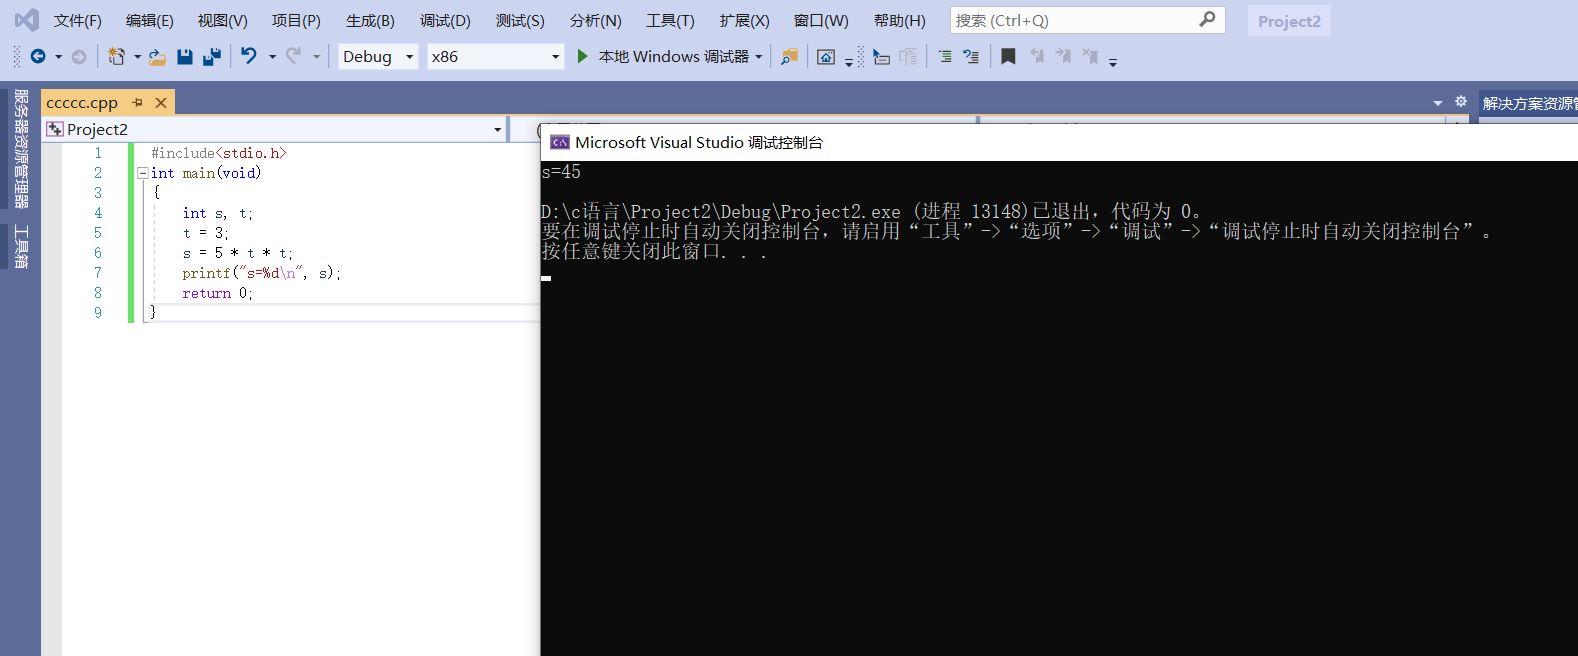 文件(F) 编辑(E) 视图(V) 项目(P) 生成(B) 调试(D) 测试(S) 分析(N) 工具(T) 扩展(X) 窗口(W) 帮助(H) 搜索 (Ctrl+Q) Project2
Debug x86 本地 Windows 调试器
服务器资源管理器
工具箱
ccccc.cpp
解决方案资源管
Project2
1 #include<stdio.h>
2 int main(void)
3 {
4 int s, t;
5 t = 3;
6 s = 5 * t * t;
7 printf("s=%d\n", s);
8 return 0;
9 }
Microsoft Visual Studio 调试控制台
s=45
D:\c语言\Project2\Debug\Project2.exe (进程 13148)已退出，代码为 0。
要在调试停止时自动关闭控制台，请启用“工具”->“选项”->“调试”->“调试停止时自动关闭控制台”。
按任意键关闭此窗口. . .